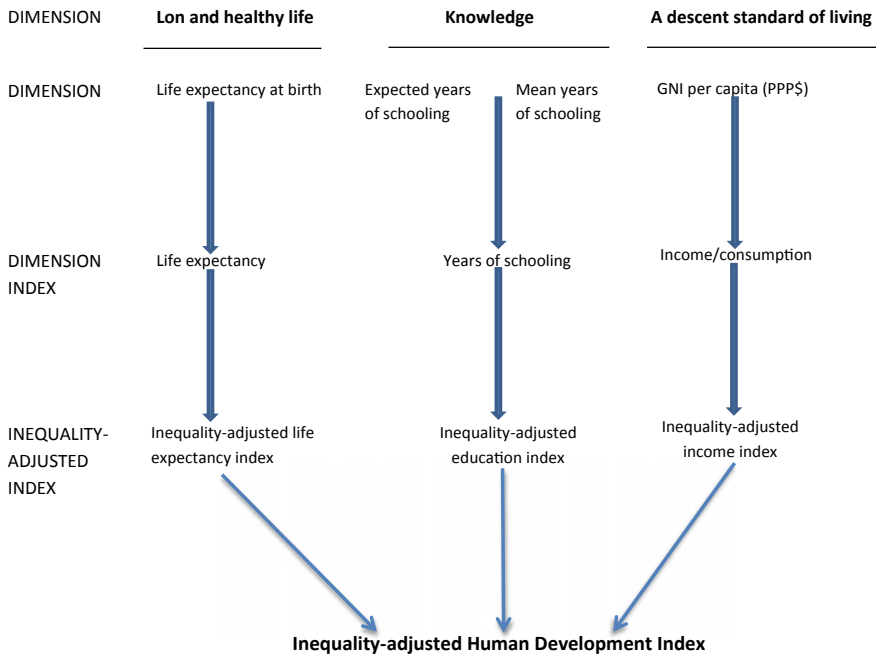 DIMENSION Lon and healthy life Knowledge A descent standard of living
DIMENSION Life expectancy at birth Expected years Mean years GNI per capita (PPP$)
of schooling of schooling
DIMENSION Life expectancy Years of schooling Income/consumption
INDEX
INEQUALITY- Inequality-adjusted life Inequality-adjusted Inequality-adjusted
ADJUSTED expectancy index education index income index
INDEX
Inequality-adjusted Human Development Index